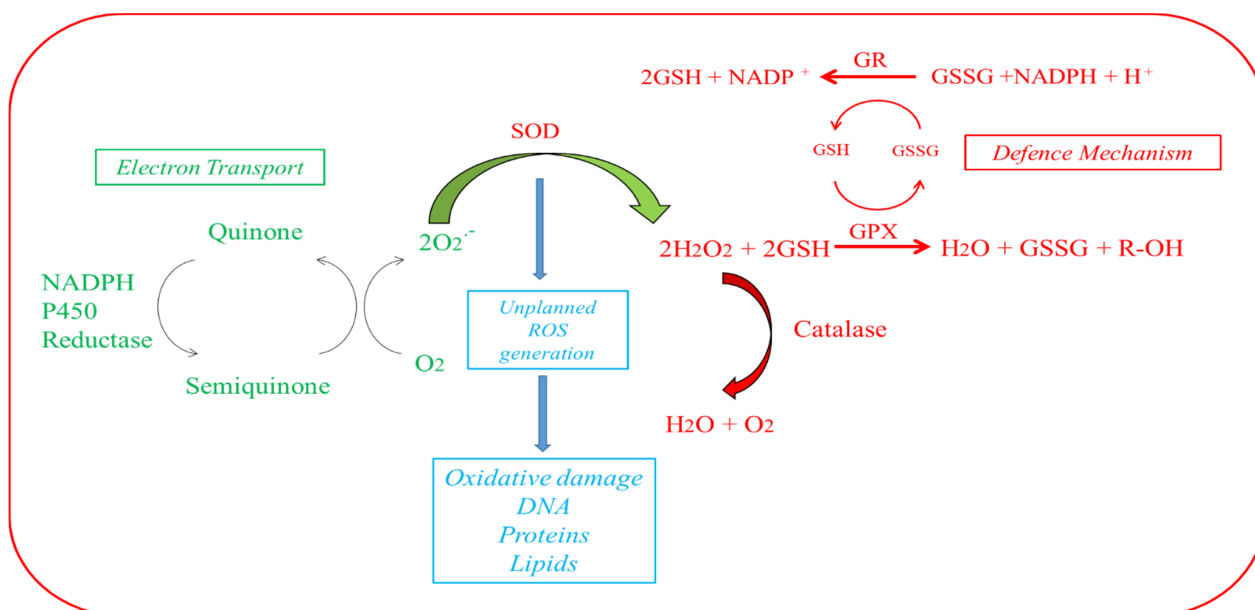 GR
2GSH + NADP + GSSG +NADPH + H+
SOD
GSH GSSG
Defence Mechanism
Electron Transport
Quinone
2O2·-
2H2O2 + 2GSH
GPX
H2O + GSSG + R-OH
NADPH
P450
Reductase
Unplanned
ROS
generation
Catalase
O2
Semiquinone
H2O + O2
Oxidative damage
DNA
Proteins
Lipids